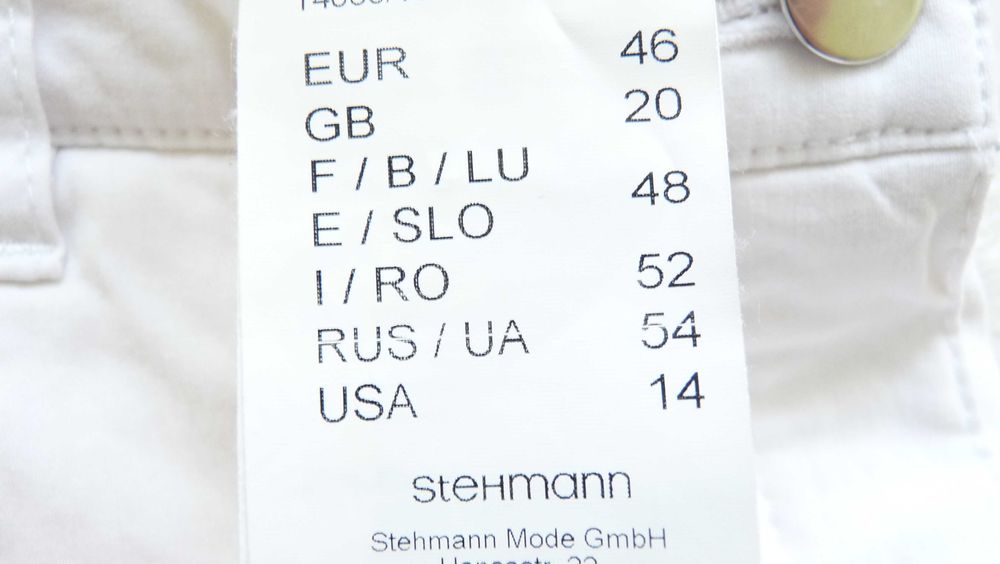 EUR 46
GB 20
F / B / LU
48
E / SLO
I / RO 52
RUS / UA 54
USA 14
stehmann
Stehmann Mode GmbH